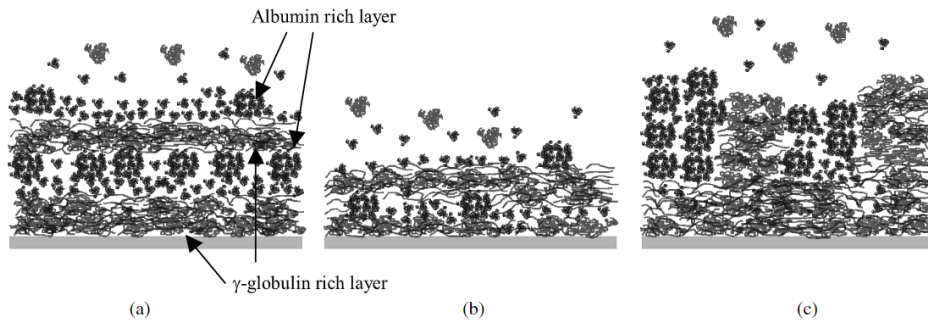 Albumin rich layer
γ-globulin rich layer
(a)
(b)
(c)